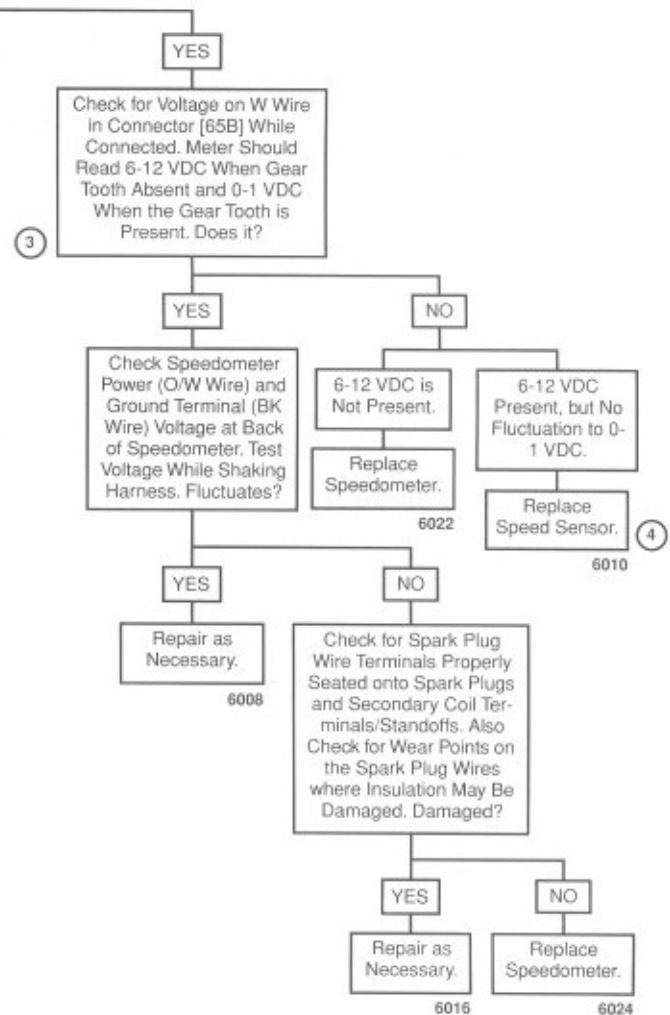 YES
Check for Voltage on W Wire
in Connector [65B] While
Connected. Meter Should
Read 6-12 VDC When Gear
Tooth Absent and 0-1 VDC
When the Gear Tooth is
Present. Does it?
3
YES
NO
Check Speedometer
Power (O/W Wire) and
Ground Terminal (BK
Wire) Voltage at Back
of Speedometer. Test
Voltage While Shaking
Harness. Fluctuates?
6-12 VDC is
Not Present.
6-12 VDC
Present, but No
Fluctuation to 0-
1 VDC.
Replace
Speedometer.
6022
Replace
Speed Sensor.
4
6010
YES
NO
Repair as
Necessary.
6008
Check for Spark Plug
Wire Terminals Properly
Seated onto Spark Plugs
and Secondary Coil Ter-
minals/Standoffs. Also
Check for Wear Points on
the Spark Plug Wires
where Insulation May Be
Damaged. Damaged?
YES
NO
Repair as
Necessary.
6016
Replace
Speedometer.
6024